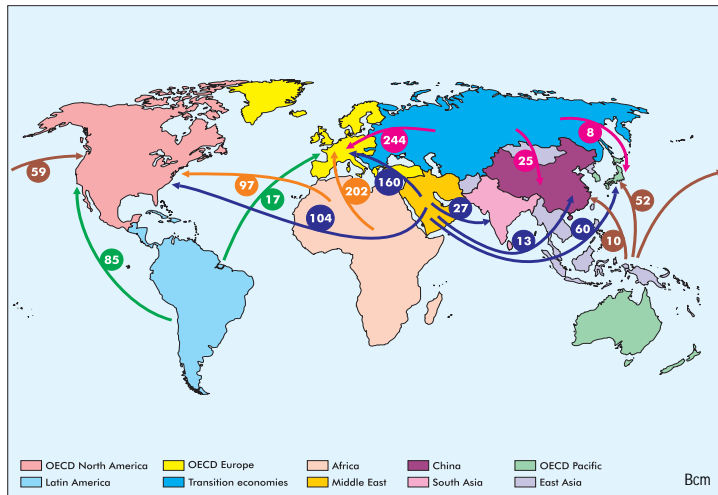 8
244
59
25
160
97
202
17
27
52
104
60
13
10
85
OECD North America
OECD Europe
Africa
China
OECD Pacific
Latin America
Transition economies
Middle East
South Asia
East Asia
Bcm